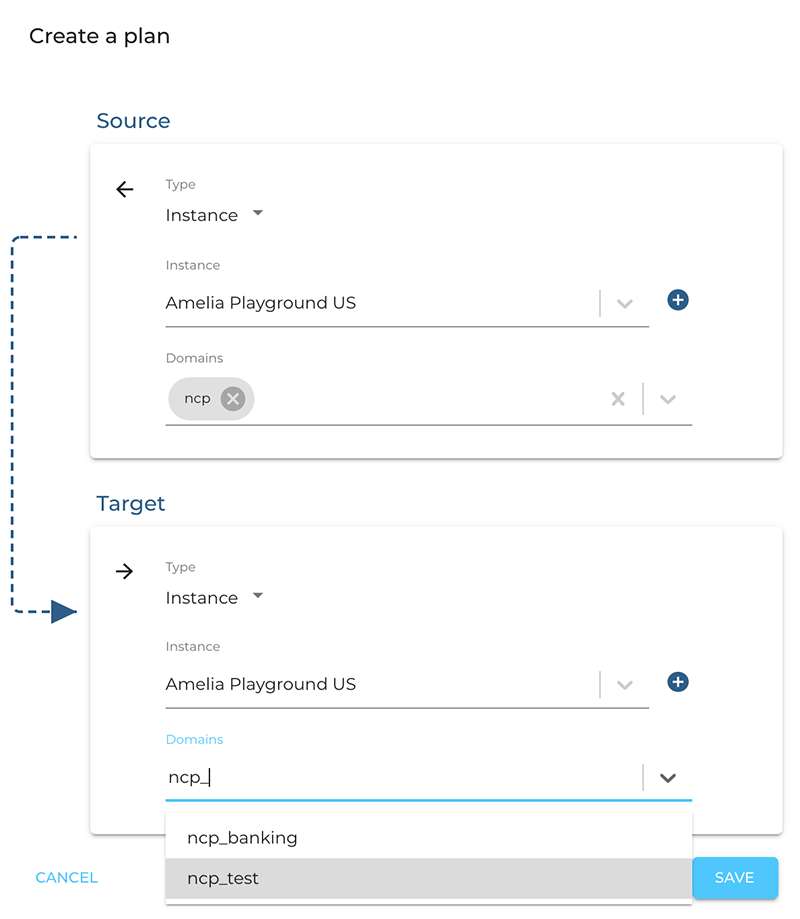 Create a plan
Source
Type
Instance
Instance
Amelia Playground US
Domains
ncp
Target
Type
Instance
Instance
Amelia Playground US
Domains
ncp_
ncp_banking
ncp_test
CANCEL
SAVE